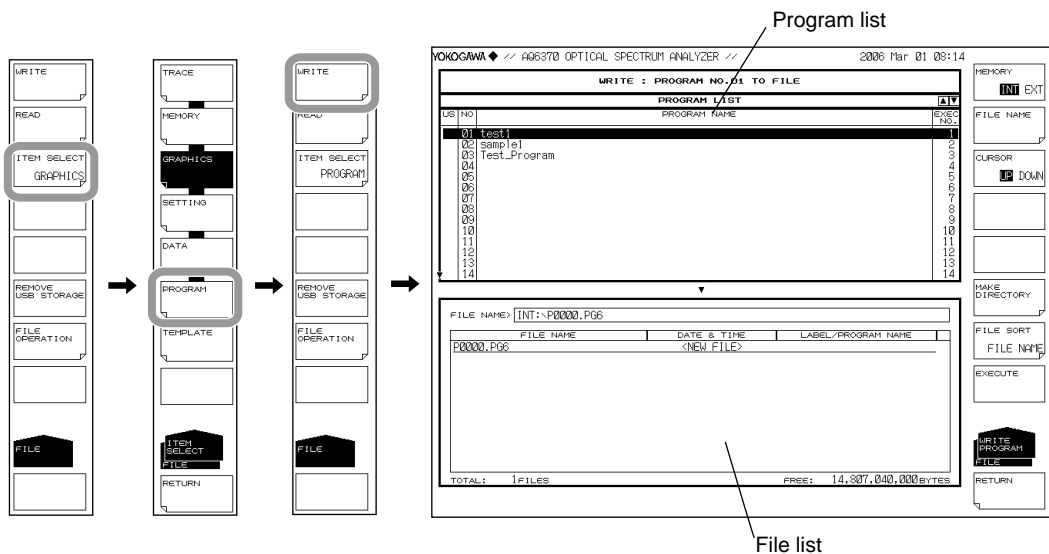 Program list
WRITE
READ
ITEM SELECT
GRAPHICS
REMOVE
USB STORAGE
FILE
OPERATION
FILE
TRACE
MEMORY
GRAPHICS
SETTING
DATA
PROGRAM
TEMPLATE
ITEM
SELECT
FILE
RETURN
WRITE
READ
ITEM SELECT
PROGRAM
REMOVE
USB STORAGE
FILE
OPERATION
FILE
YOKOGAWA ◆ // AQ6370 OPTICAL SPECTRUM ANALYZER // 2006 Mar 01 08:14
WRITE : PROGRAM NO.01 TO FILE
PROGRAM LIST
US NO PROGRAM NAME EXEC NO.
01 test1 1
02 sample1 2
03 Test_Program 3
04 4
05 5
06 6
07 7
08 8
09 9
10 10
11 11
12 12
13 13
14 14
FILE NAME> INT:\P0000.PG6
FILE NAME DATE & TIME LABEL/PROGRAM NAME
P0000.PG6 <NEW FILE>
TOTAL: 1FILES FREE: 14,807,040,000BYTES
MEMORY
INT EXT
FILE NAME
CURSOR
UP DOWN
MAKE
DIRECTORY
FILE SORT
FILE NAME
EXECUTE
WRITE
PROGRAM
FILE
RETURN
File list